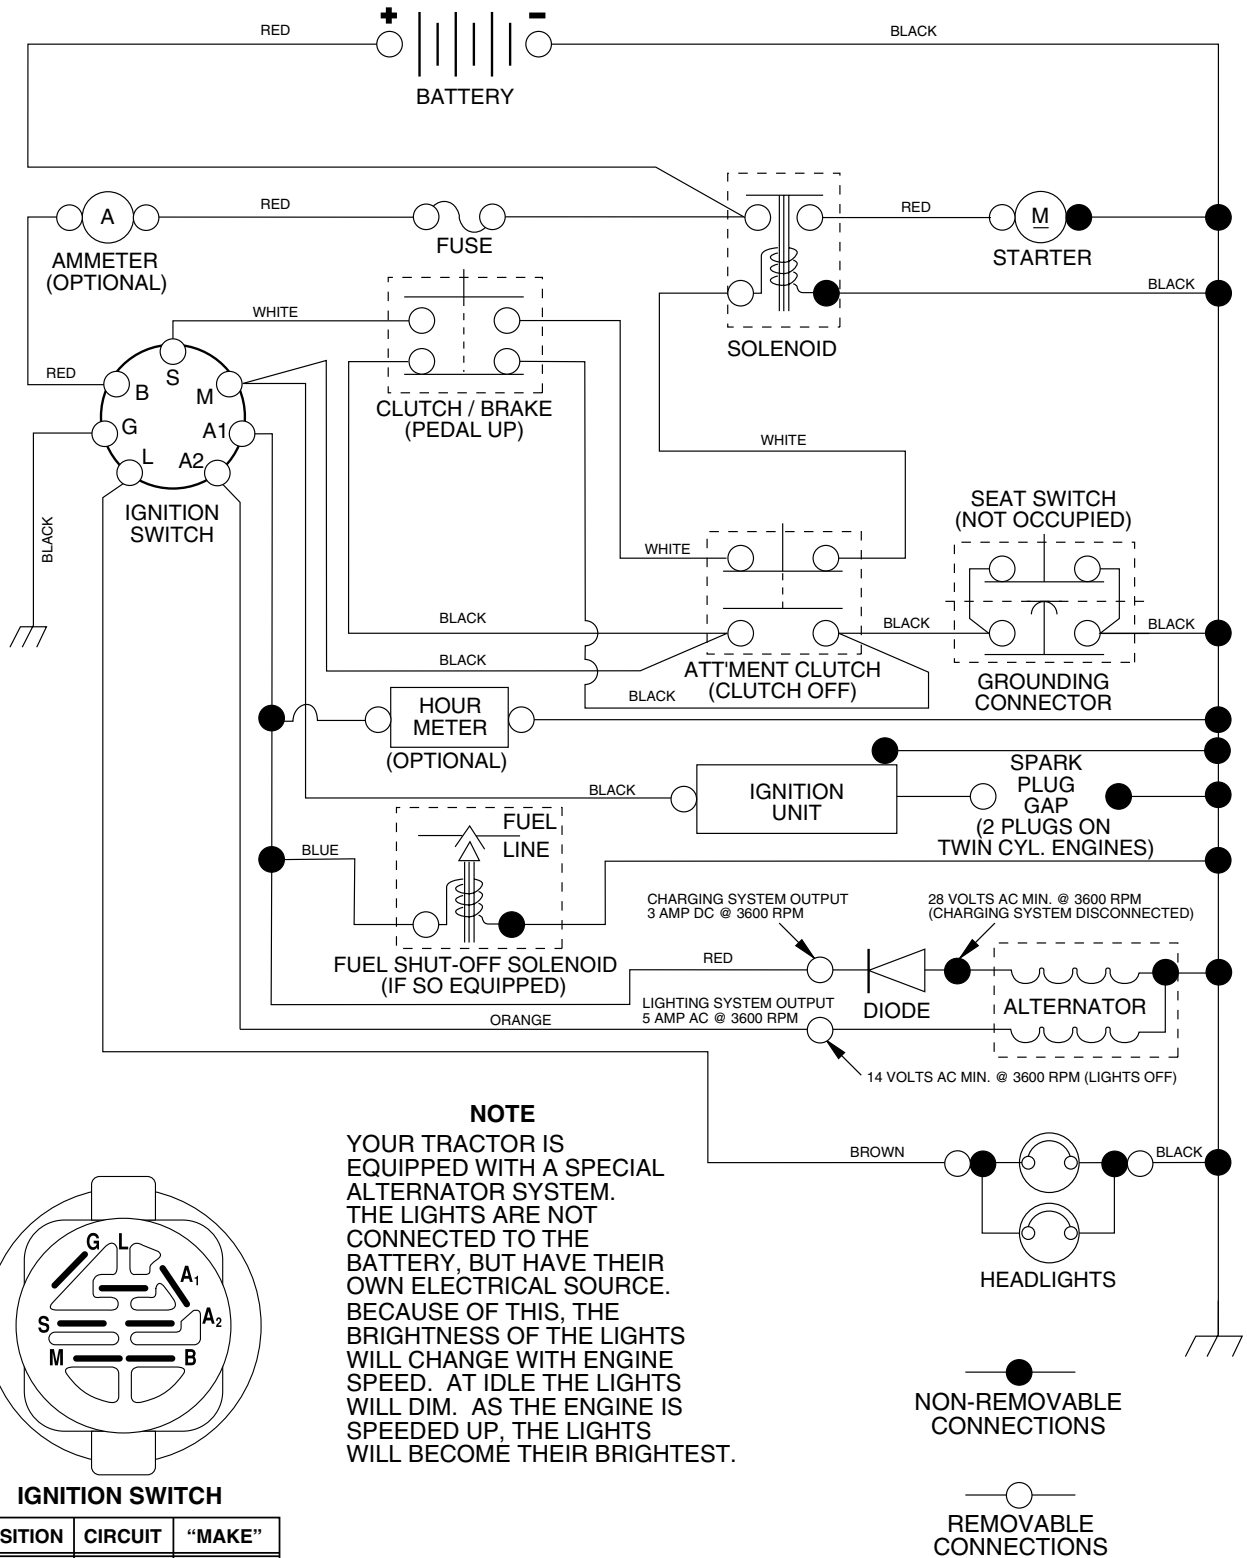 + -
RED
BLACK
BATTERY
A
RED
RED
M
AMMETER
(OPTIONAL)
FUSE
STARTER
WHITE
BLACK
SOLENOID
RED
S
B
M
G
A1
L
A2
CLUTCH / BRAKE
(PEDAL UP)
WHITE
IGNITION
SWITCH
SEAT SWITCH
(NOT OCCUPIED)
BLACK
WHITE
BLACK
BLACK
BLACK
BLACK
ATT'MENT CLUTCH
(CLUTCH OFF)
GROUNDING
CONNECTOR
BLACK
HOUR
METER
(OPTIONAL)
BLACK
IGNITION
UNIT
SPARK
PLUG
GAP
(2 PLUGS ON
TWIN CYL. ENGINES)
FUEL
LINE
BLUE
CHARGING SYSTEM OUTPUT
3 AMP DC @ 3600 RPM
28 VOLTS AC MIN. @ 3600 RPM
(CHARGING SYSTEM DISCONNECTED)
FUEL SHUT-OFF SOLENOID
(IF SO EQUIPPED)
RED
DIODE
ALTERNATOR
LIGHTING SYSTEM OUTPUT
5 AMP AC @ 3600 RPM
ORANGE
14 VOLTS AC MIN. @ 3600 RPM (LIGHTS OFF)
NOTE
YOUR TRACTOR IS
EQUIPPED WITH A SPECIAL
ALTERNATOR SYSTEM.
THE LIGHTS ARE NOT
CONNECTED TO THE
BATTERY, BUT HAVE THEIR
OWN ELECTRICAL SOURCE.
BECAUSE OF THIS, THE
BRIGHTNESS OF THE LIGHTS
WILL CHANGE WITH ENGINE
SPEED. AT IDLE THE LIGHTS
WILL DIM. AS THE ENGINE IS
SPEEDED UP, THE LIGHTS
WILL BECOME THEIR BRIGHTEST.
BROWN
BLACK
HEADLIGHTS
G L
A1
S
A2
M
B
IGNITION SWITCH
SITION CIRCUIT “MAKE”
NON-REMOVABLE
CONNECTIONS
REMOVABLE
CONNECTIONS